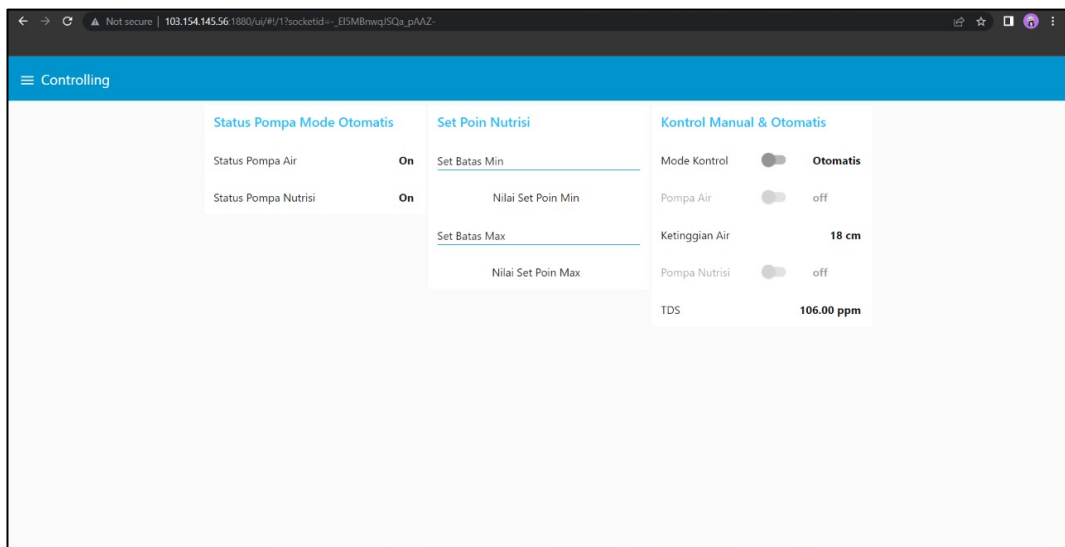 Not secure | 103.154.145.56:1880/ui/#!/1?socketid=-_EI5MBnwqJSQa_pAAZ-
Controlling
Status Pompa Mode Otomatis
Status Pompa Air On
Status Pompa Nutrisi On
Set Poin Nutrisi
Set Batas Min
Nilai Set Poin Min
Set Batas Max
Nilai Set Poin Max
Kontrol Manual & Otomatis
Mode Kontrol Otomatis
Pompa Air off
Ketinggian Air 18 cm
Pompa Nutrisi off
TDS 106.00 ppm